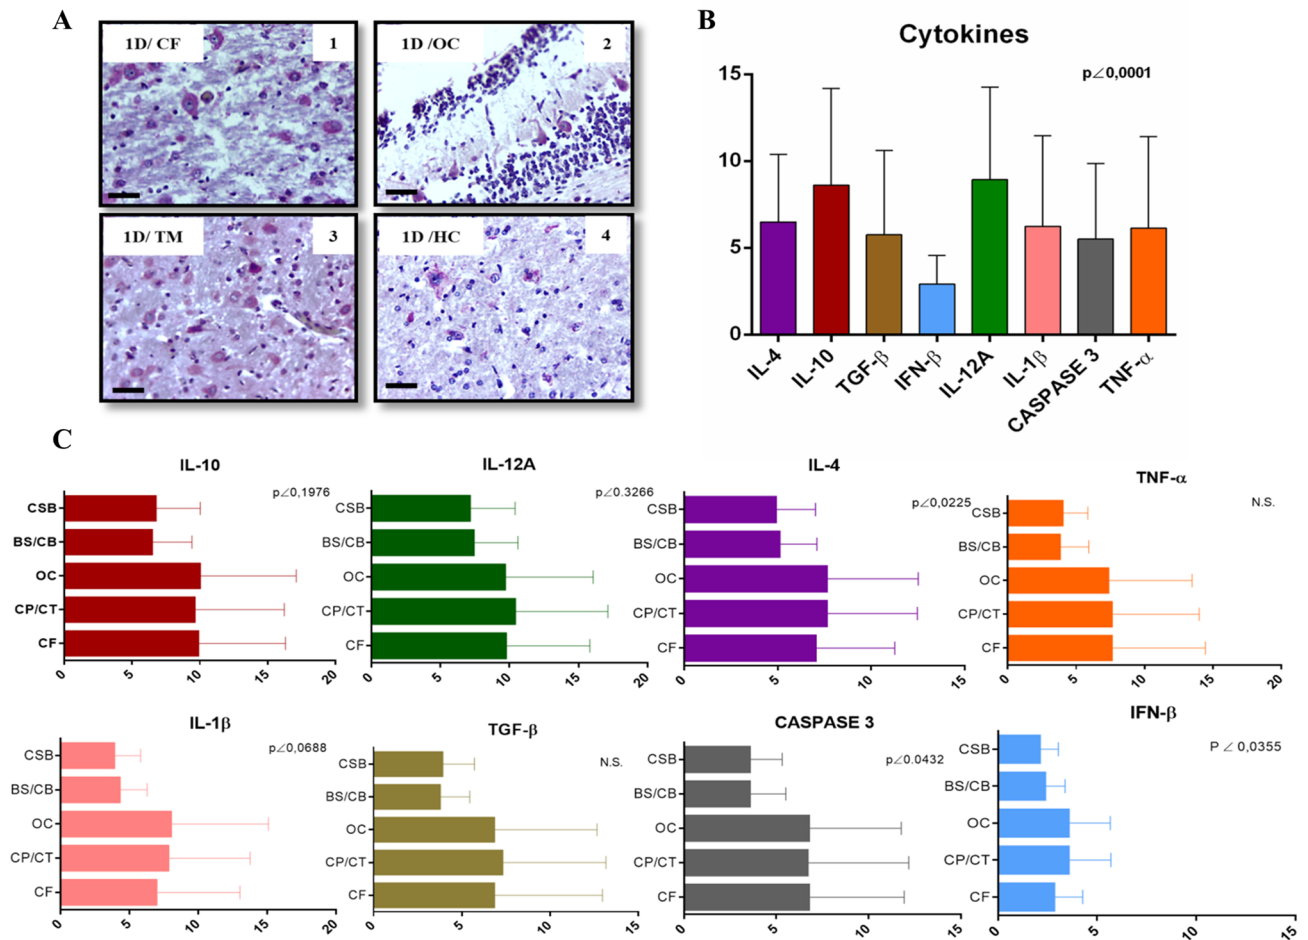 A
1D/ CF
1
1D /OC
2
1D/ TM
3
1D /HC
4
B
Cytokines
p∠0,0001
15
10
5
0
IL-4
IL-10
TGF-β
IFN-β
IL-12A
IL-1β
CASPASE 3
TNF-α
C
IL-10
p∠0,1976
CSB
BS/CB
OC
CP/CT
CF
0
5
10
15
20
IL-12A
p∠0.3266
CSB
BS/CB
OC
CP/CT
CF
0
5
10
15
20
IL-4
p∠0,0225
CSB
BS/CB
OC
CP/CT
CF
0
5
10
15
TNF-α
N.S.
CSB
BS/CB
OC
CP/CT
CF
0
5
10
15
20
IL-1β
p∠0,0688
CSB
BS/CB
OC
CP/CT
CF
0
5
10
15
20
TGF-β
N.S.
CSB
BS/CB
OC
CP/CT
CF
0
5
10
15
CASPASE 3
p∠0.0432
CSB
BS/CB
OC
CP/CT
CF
0
5
10
15
IFN-β
P ∠ 0,0355
CSB
BS/CB
OC
CP/CT
CF
0
5
10
15